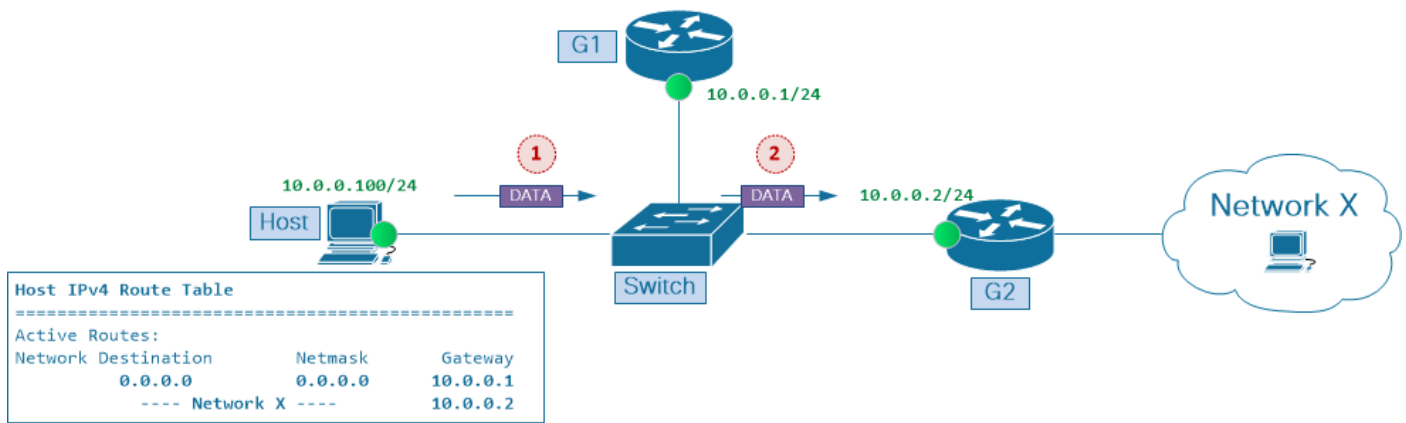 G1
10.0.0.1/24
1
2
10.0.0.100/24
DATA
DATA
10.0.0.2/24
Host
Network X
Switch
G2
Host IPv4 Route Table
================================================
Active Routes:
Network Destination Netmask Gateway
0.0.0.0 0.0.0.0 10.0.0.1
---- Network X ---- 10.0.0.2